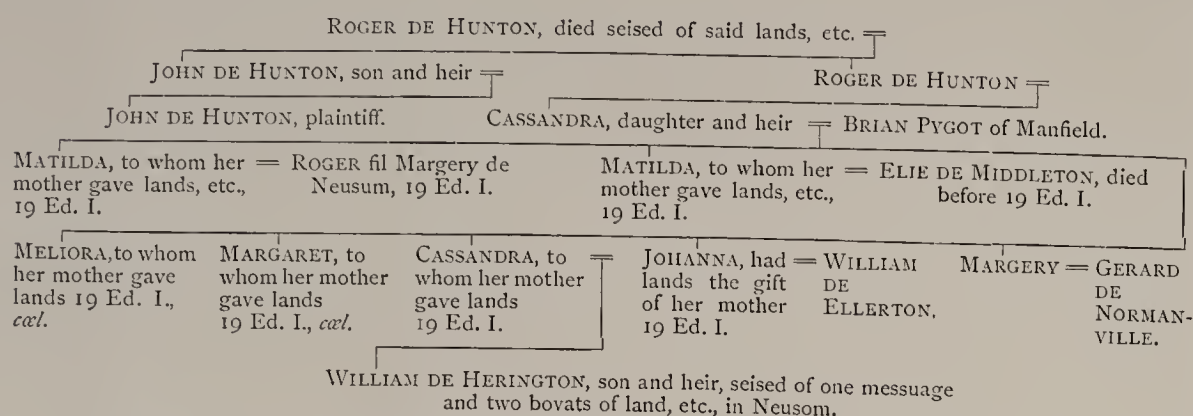 ROGER DE HUNTON, died seised of said lands, etc. =
JOHN DE HUNTON, son and heir =
ROGER DE HUNTON =
JOHN DE HUNTON, plaintiff.
CASSANDRA, daughter and heir = BRIAN PYGOT of Manfield.
MATILDA, to whom her
mother gave lands, etc.,
19 Ed. I.
= ROGER fil Margery de
Neusum, 19 Ed. I.
MATILDA, to whom her
mother gave lands, etc.,
19 Ed. I.
= ELIE DE MIDDLETON, died
before 19 Ed. I.
MELIORA, to whom
her mother gave
lands 19 Ed. I.,
cœl.
MARGARET, to
whom her mother
gave lands
19 Ed. I., cœl.
CASSANDRA, to =
whom her mother
gave lands
19 Ed. I.
JOHANNA, had
lands the gift
of her mother
19 Ed. I.
= WILLIAM
DE
ELLERTON.
MARGERY = GERARD
DE
NORMAN-
VILLE.
WILLIAM DE HERINGTON, son and heir, seised of one messuage
and two bovats of land, etc., in Neusom.